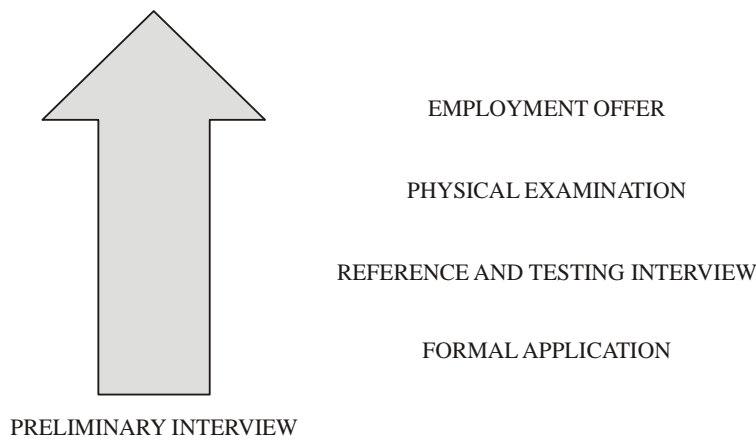 EMPLOYMENT OFFER
PHYSICAL EXAMINATION
REFERENCE AND TESTING INTERVIEW
FORMAL APPLICATION
PRELIMINARY INTERVIEW